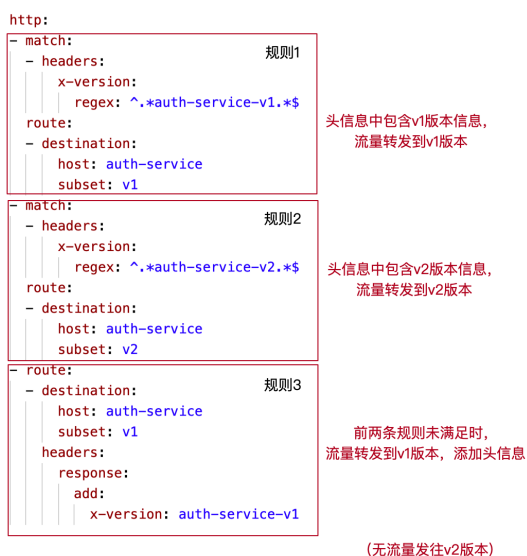 http:
- match:
规则1
- headers:
x-version:
regex: ^.*auth-service-v1.*$
route:
- destination:
host: auth-service
subset: v1
头信息中包含v1版本信息，
流量转发到v1版本
- match:
规则2
- headers:
x-version:
regex: ^.*auth-service-v2.*$
route:
- destination:
host: auth-service
subset: v2
头信息中包含v2版本信息，
流量转发到v2版本
- route:
规则3
- destination:
host: auth-service
subset: v1
headers:
response:
add:
x-version: auth-service-v1
前两条规则未满足时，
流量转发到v1版本，添加头信息
(无流量发往v2版本)